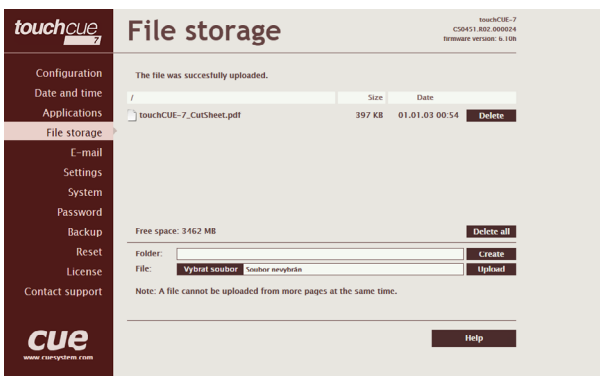 touchcue
7
File storage
touchCUE-7
CS0451.R02.000024
firmware version: 6.10h
Configuration
Date and time
Applications
File storage
E-mail
Settings
System
Password
Backup
Reset
License
Contact support
cue
www cuesystem com
The file was succesfully uploaded.
/ Size Date
touchCUE-7_CutSheet.pdf 397 KB 01.01.03 00:54 Delete
Free space: 3462 MB Delete all
Folder: Create
File: Vybrat soubor Soubor nevybrán Upload
Note: A file cannot be uploaded from more pages at the same time.
Help